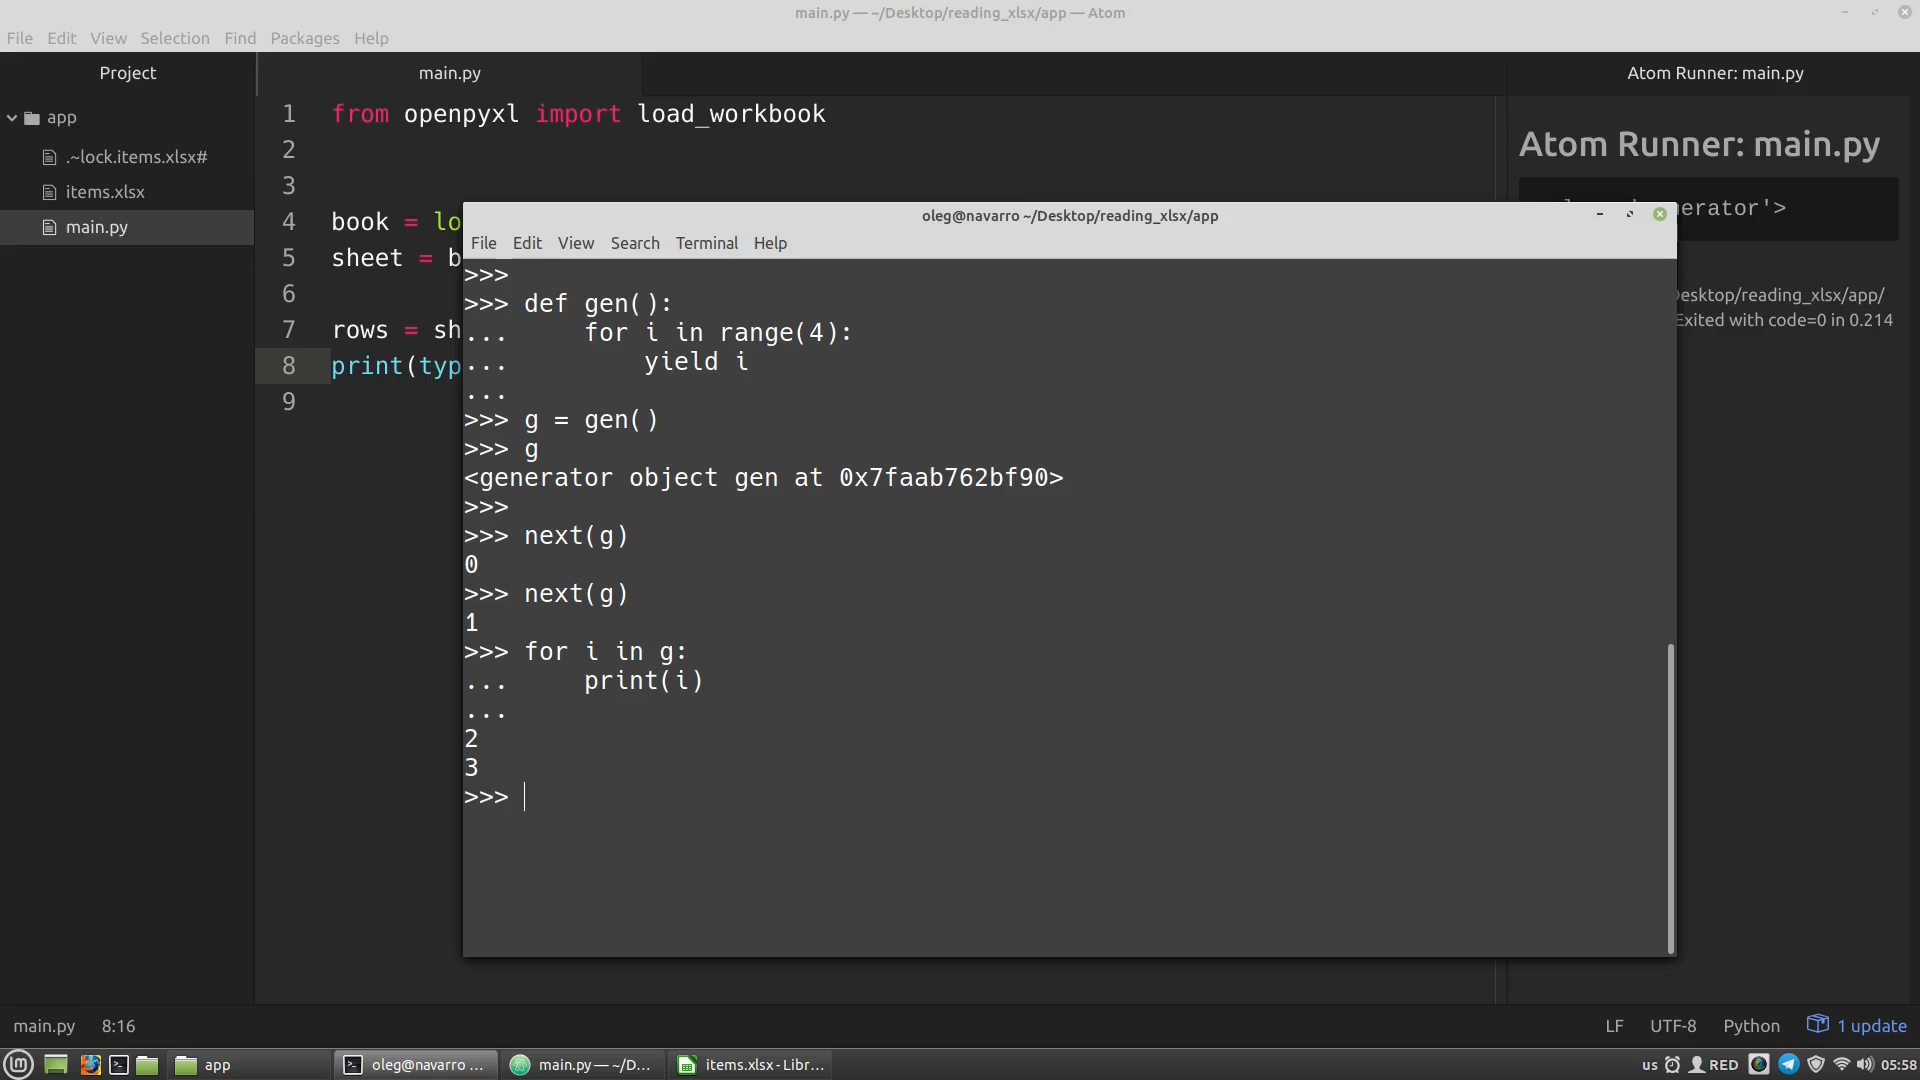 main.py — ~/Desktop/reading_xlsx/app — Atom
File Edit View Selection Find Packages Help
Project
app
.~lock.items.xlsx#
items.xlsx
main.py
main.py
1 from openpyxl import load_workbook
2
3
4 book = lo
5 sheet = b
6
7 rows = sh
8 print(typ
9
Atom Runner: main.py
Atom Runner: main.py
erator'>
esktop/reading_xlsx/app/
Exited with code=0 in 0.214
oleg@navarro ~/Desktop/reading_xlsx/app
File Edit View Search Terminal Help
>>>
>>> def gen():
...     for i in range(4):
...         yield i
...
>>> g = gen()
>>> g
<generator object gen at 0x7faab762bf90>
>>>
>>> next(g)
0
>>> next(g)
1
>>> for i in g:
...     print(i)
...
2
3
>>>
main.py 8:16
LF UTF-8 Python 1 update
app
oleg@navarro ...
main.py — ~/D...
items.xlsx - Libr...
us RED 05:58